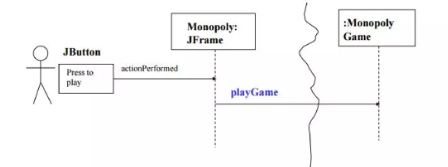 Monopoly:
JFrame
:Monopoly
Game
JButton
Press to
play
actionPerformed
playGame